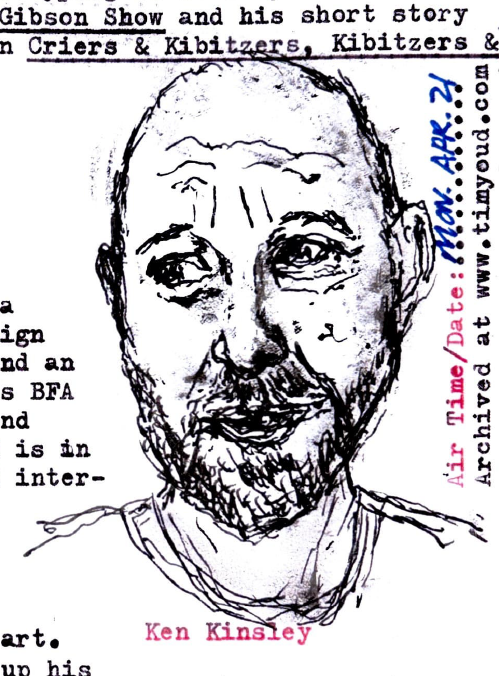 Gibson Show and his short story
n Criers & Kibitzers, Kibitzers &
a
ign
nd an
s BFA
nd
is in
inter-
art.
up his
Ken Kinsley
Air Time/Date:..............
MON. APR. 21
Archived at www.timyoud.com